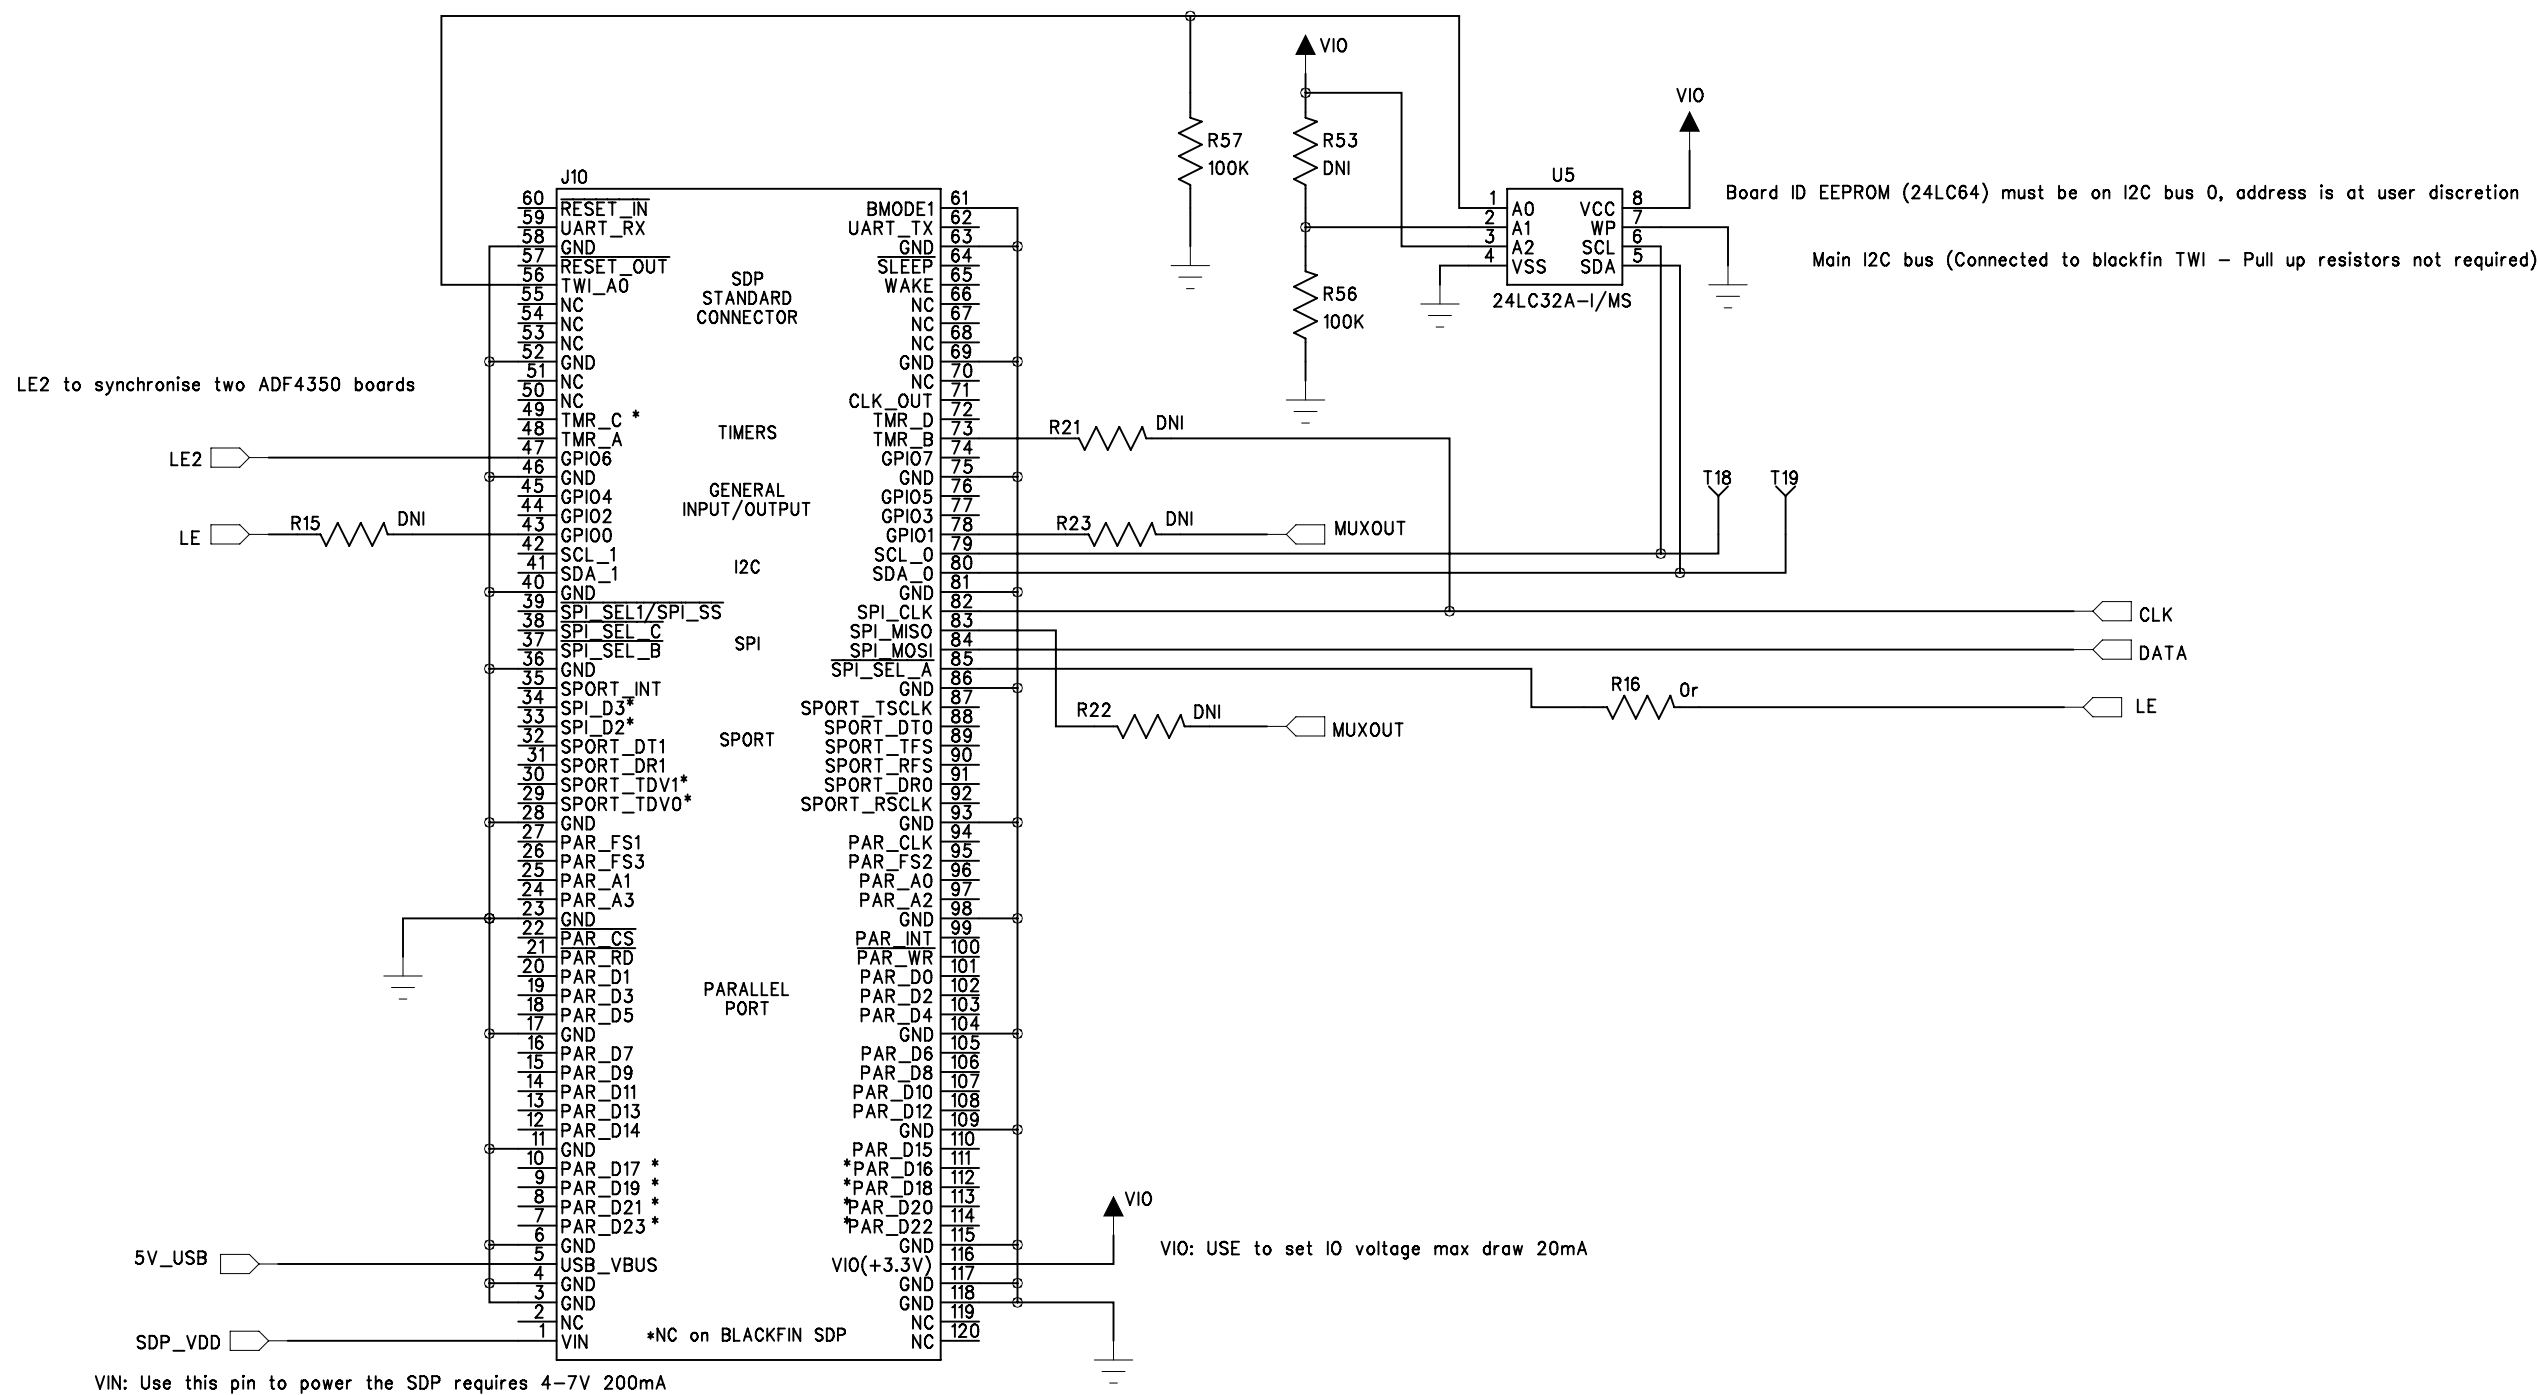 VIO
VIO
R57
100K
R53
DNI
J10
U5
60 RESET_IN
59 UART_RX
58 GND
57 RESET_OUT
56 TWI_A0
55 NC
54 NC
53 NC
52 GND
51 NC
50 NC
49 TMR_C *
48 TMR_A
47 GPIO6
46 GND
45 GPIO4
44 GPIO2
43 GPIO0
42 SCL_1
41 SDA_1
40 GND
39 SPI_SEL1/SPI_SS
38 SPI_SEL_C
37 SPI_SEL_B
36 GND
35 SPORT_INT
34 SPI_D3*
33 SPI_D2*
32 SPORT_DT1
31 SPORT_DR1
30 SPORT_TDV1*
29 SPORT_TDV0*
28 GND
27 PAR_FS1
26 PAR_FS3
25 PAR_A1
24 PAR_A3
23 GND
22 PAR_CS
21 PAR_RD
20 PAR_D1
19 PAR_D3
18 PAR_D5
17 GND
16 PAR_D7
15 PAR_D9
14 PAR_D11
13 PAR_D13
12 PAR_D14
11 GND
10 PAR_D17 *
9 PAR_D19 *
8 PAR_D21 *
7 PAR_D23 *
6 GND
5 USB_VBUS
4 GND
3 GND
2 NC
1 VIN
SDP
STANDARD
CONNECTOR
TIMERS
GENERAL
INPUT/OUTPUT
I2C
SPI
SPORT
PARALLEL
PORT
*NC on BLACKFIN SDP
BMODE1 61
UART_TX 62
GND 63
SLEEP 64
WAKE 65
NC 66
NC 67
NC 68
GND 69
NC 70
CLK_OUT 71
TMR_D 72
TMR_B 73
GPIO7 74
GND 75
GPIO5 76
GPIO3 77
GPIO1 78
SCL_0 79
SDA_0 80
GND 81
SPI_CLK 82
SPI_MISO 83
SPI_MOSI 84
SPI_SEL_A 85
GND 86
SPORT_TSCLK 87
SPORT_DT0 88
SPORT_TFS 89
SPORT_RFS 90
SPORT_DR0 91
SPORT_RSCLK 92
GND 93
PAR_CLK 94
PAR_FS2 95
PAR_A0 96
PAR_A2 97
GND 98
PAR_INT 99
PAR_WR 100
PAR_D0 101
PAR_D2 102
PAR_D4 103
GND 104
PAR_D6 105
PAR_D8 106
PAR_D10 107
PAR_D12 108
GND 109
PAR_D15 110
*PAR_D16 111
*PAR_D18 112
*PAR_D20 113
*PAR_D22 114
GND 115
VIO(+3.3V) 116
GND 117
GND 118
NC 119
NC 120
1 A0 VCC 8
2 A1 WP 7
3 A2 SCL 6
4 VSS SDA 5
24LC32A-I/MS
Board ID EEPROM (24LC64) must be on I2C bus 0, address is at user discretion
Main I2C bus (Connected to blackfin TWI - Pull up resistors not required)
R56
100K
LE2 to synchronise two ADF4350 boards
LE2
LE
R15 DNI
R21 DNI
R23 DNI
MUXOUT
T18
T19
CLK
DATA
R16 0r
LE
R22 DNI
MUXOUT
VIO
VIO: USE to set IO voltage max draw 20mA
5V_USB
SDP_VDD
VIN: Use this pin to power the SDP requires 4-7V 200mA